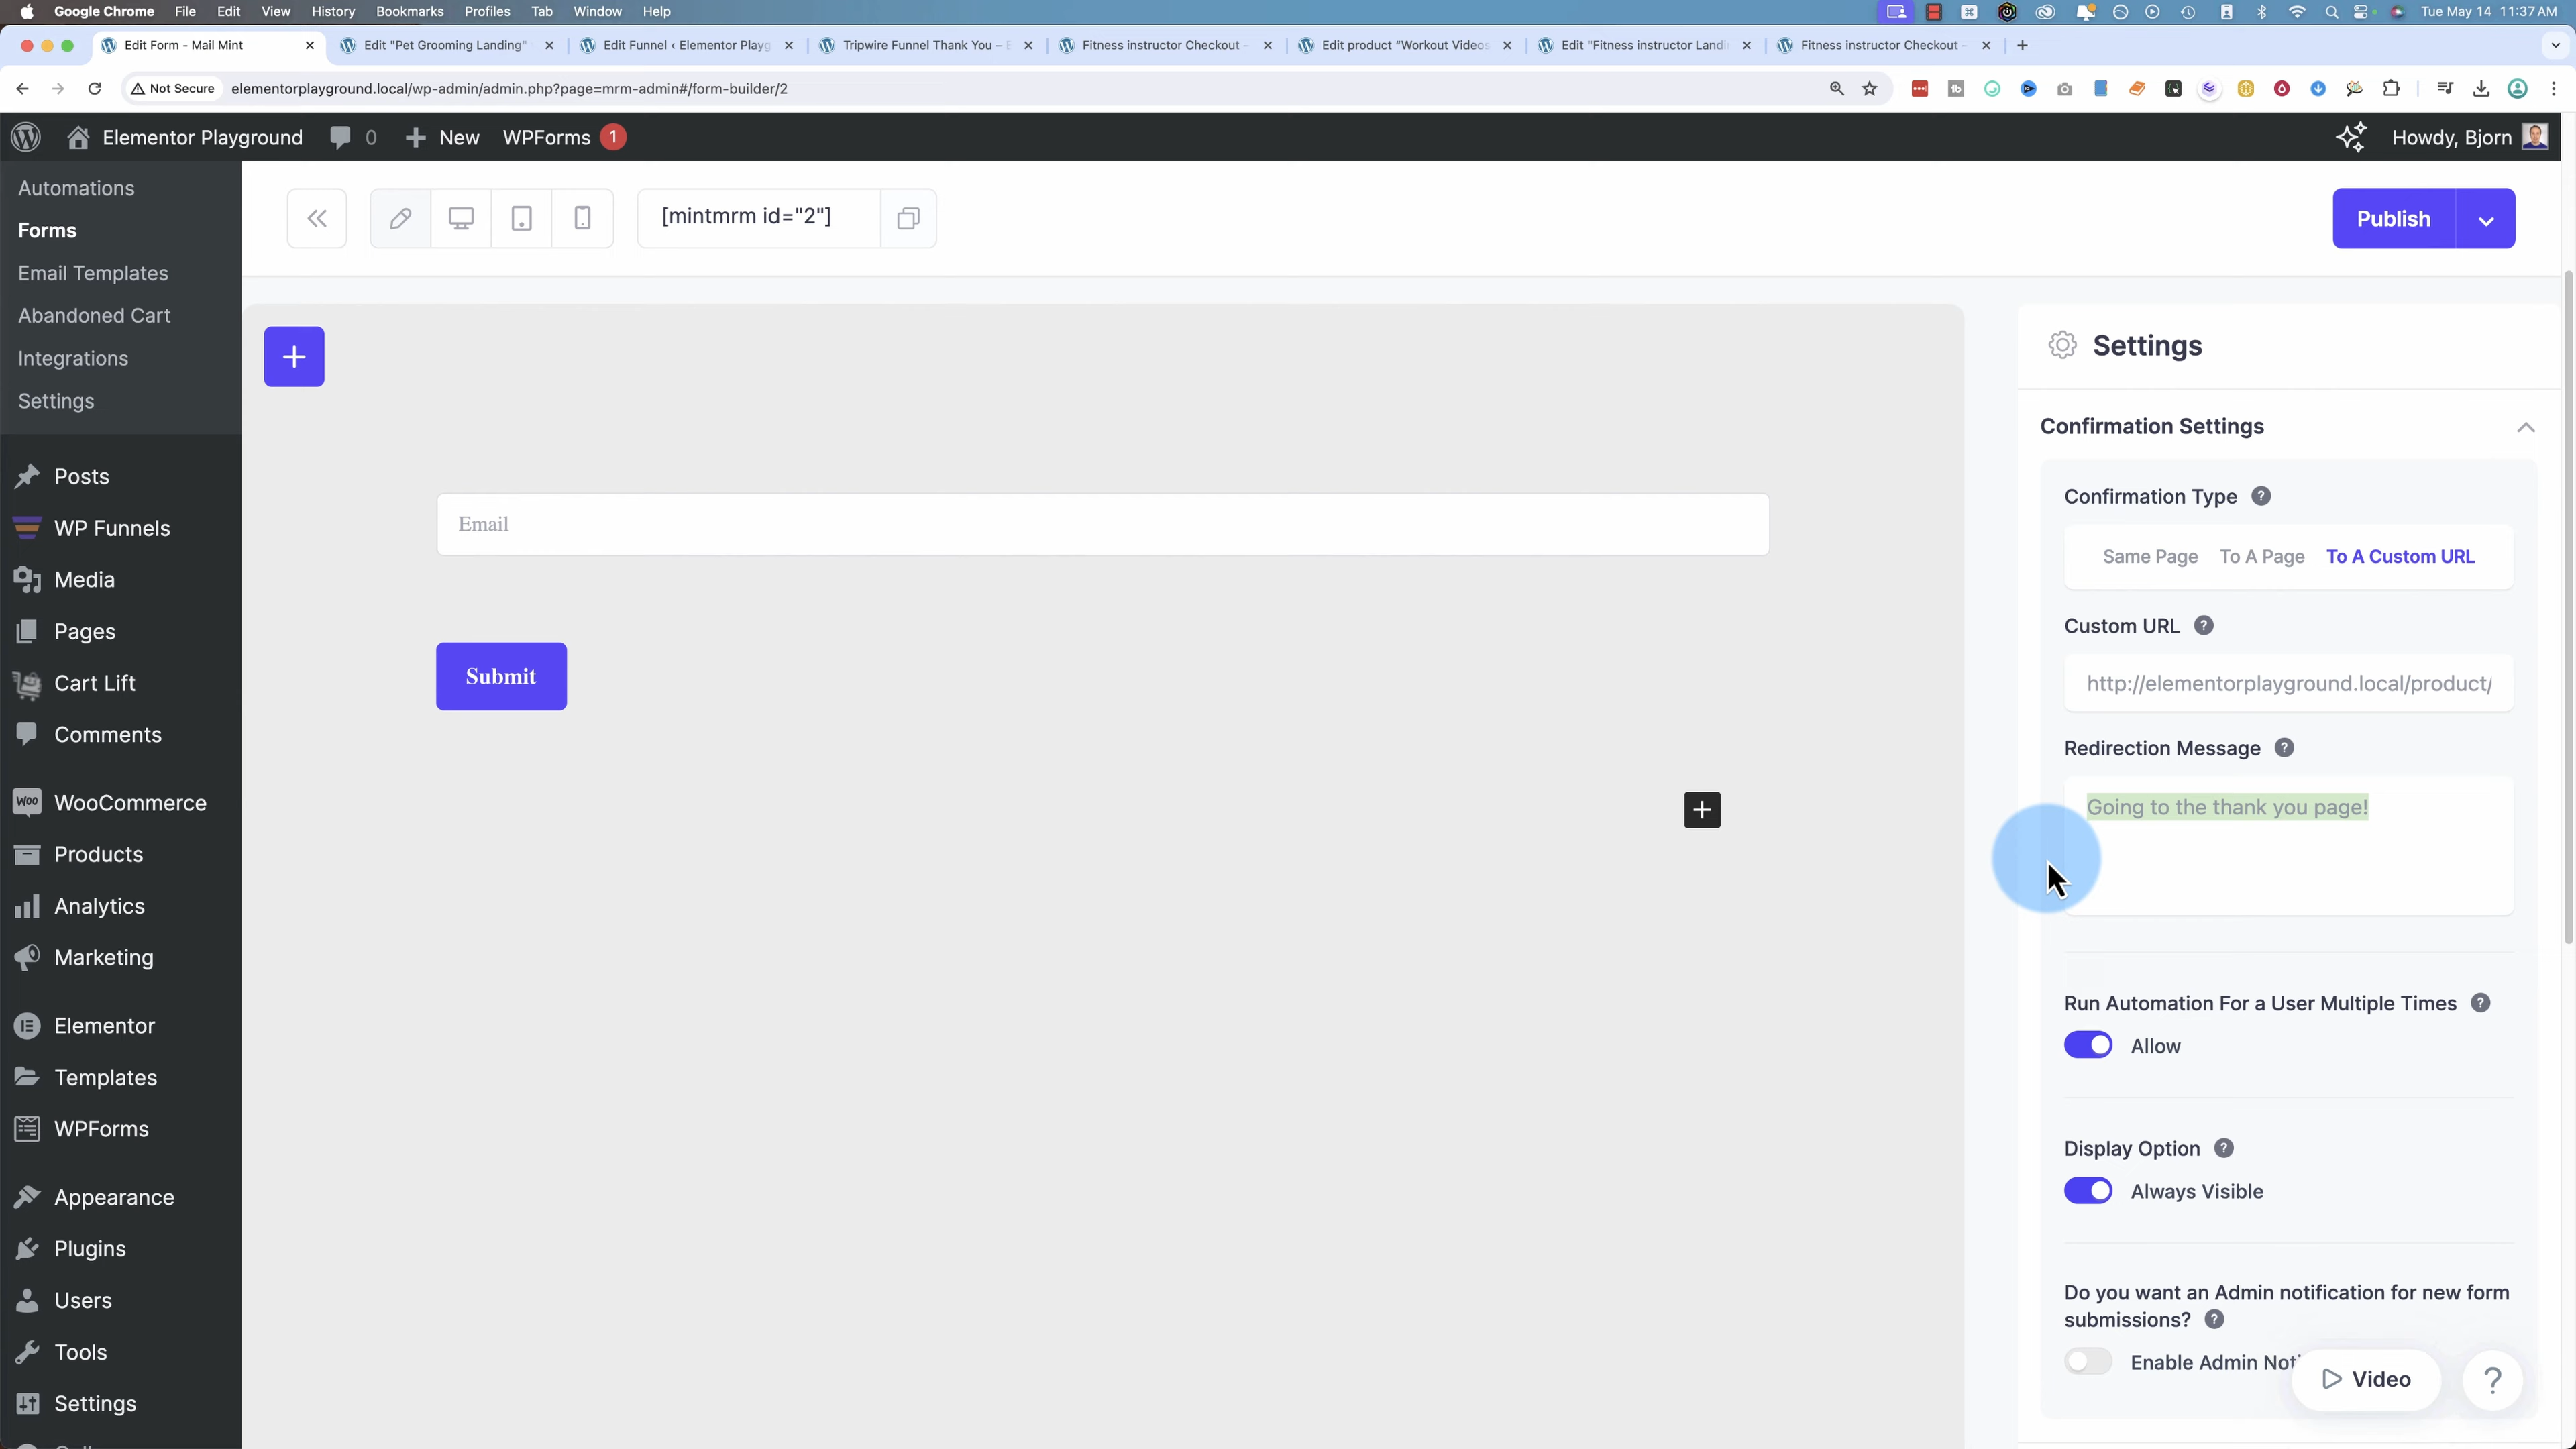 Google Chrome File Edit View History Bookmarks Profiles Tab Window Help Tue May 14 11:37 AM
Edit Form - Mail Mint Edit "Pet Grooming Landing" Edit Funnel ‹ Elementor Playg Tripwire Funnel Thank You – E Fitness instructor Checkout – Edit product "Workout Videos Edit "Fitness instructor Landi Fitness instructor Checkout –
Not Secure elementorplayground.local/wp-admin/admin.php?page=mrm-admin#/form-builder/2
Elementor Playground 0 New WPForms 1 Howdy, Bjorn
Automations
Forms
Email Templates
Abandoned Cart
Integrations
Settings
Posts
WP Funnels
Media
Pages
Cart Lift
Comments
Woo WooCommerce
Products
Analytics
Marketing
Elementor
Templates
WPForms
Appearance
Plugins
Users
Tools
Settings
[mintmrm id="2"]
Publish
Email
Submit
Settings
Confirmation Settings
Confirmation Type ?
Same Page To A Page To A Custom URL
Custom URL ?
http://elementorplayground.local/product/
Redirection Message ?
Going to the thank you page!
Run Automation For a User Multiple Times ?
Allow
Display Option ?
Always Visible
Do you want an Admin notification for new form
submissions? ?
Enable Admin Noti
Video ?